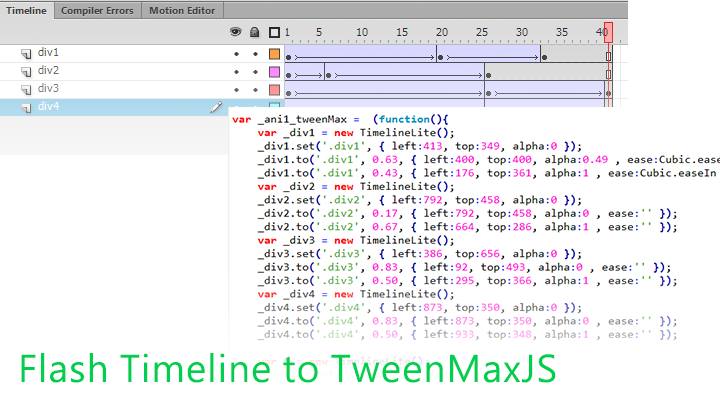 Timeline Compiler Errors Motion Editor
1 5 10 15 20 25 30 35 40
div1
div2
div3
div4
var _ani1_tweenMax =  (function(){
var _div1 = new TimelineLite();
_div1.set('.div1', { left:413, top:349, alpha:0 });
_div1.to('.div1', 0.63, { left:400, top:400, alpha:0.49 , ease:Cubic.ease
_div1.to('.div1', 0.43, { left:176, top:361, alpha:1 , ease:Cubic.easeIn
var _div2 = new TimelineLite();
_div2.set('.div2', { left:792, top:458, alpha:0 });
_div2.to('.div2', 0.17, { left:792, top:458, alpha:0 , ease:'' });
_div2.to('.div2', 0.67, { left:664, top:286, alpha:1 , ease:'' });
var _div3 = new TimelineLite();
_div3.set('.div3', { left:386, top:656, alpha:0 });
_div3.to('.div3', 0.83, { left:92, top:493, alpha:0 , ease:'' });
_div3.to('.div3', 0.50, { left:295, top:366, alpha:1 , ease:'' });
var _div4 = new TimelineLite();
_div4.set('.div4', { left:873, top:350, alpha:0 });
_div4.to('.div4', 0.83, { left:873, top:350, alpha:0 , ease:'' });
_div4.to('.div4', 0.50, { left:933, top:348, alpha:1 , ease:'' });
Flash Timeline to TweenMaxJS